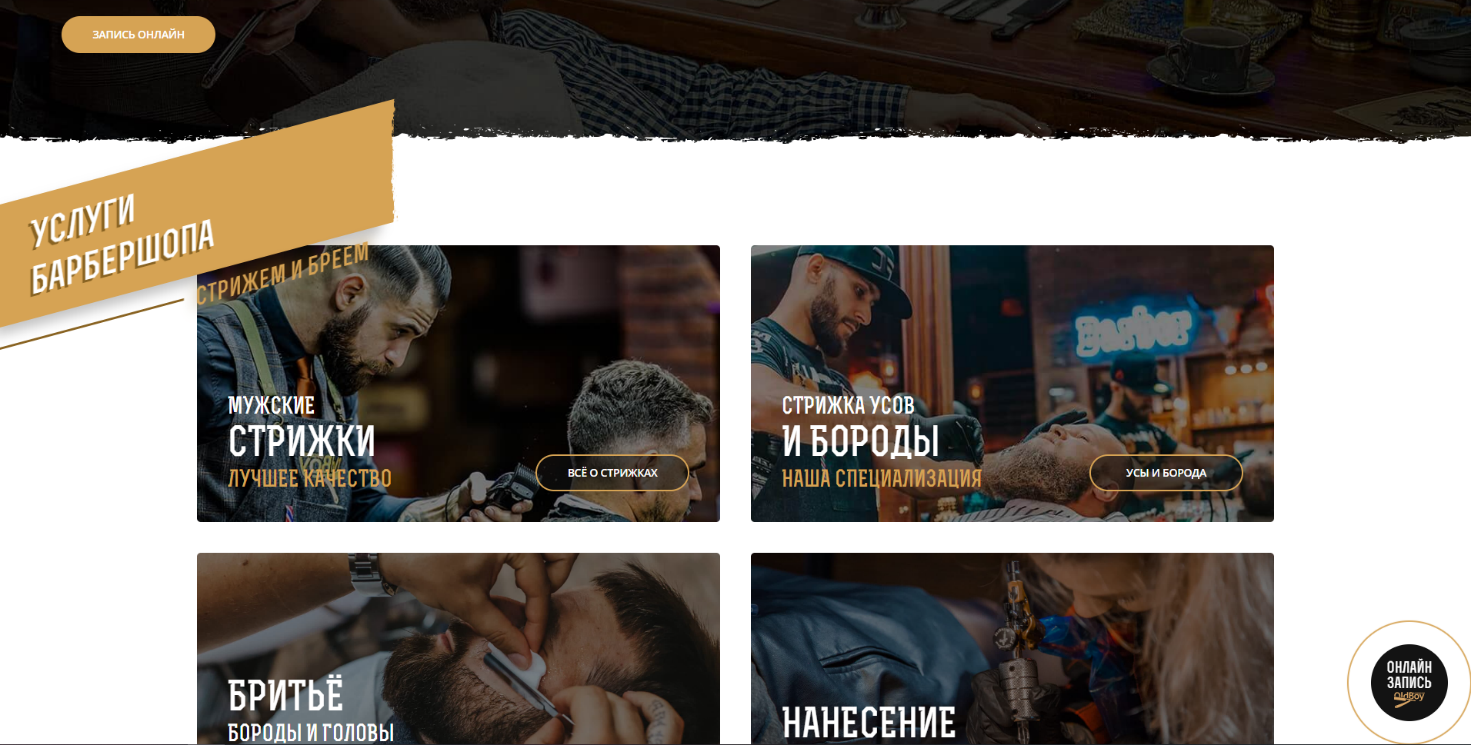 ЗАПИСЬ ОНЛАЙН
УСЛУГИ
БАРБЕРШОПА
СТРИЖЕМ И БРЕЕМ
МУЖСКИЕ
СТРИЖКИ
ЛУЧШЕЕ КАЧЕСТВО
ВСЁ О СТРИЖКАХ
Barber
СТРИЖКА УСОВ
И БОРОДЫ
НАША СПЕЦИАЛИЗАЦИЯ
УСЫ И БОРОДА
БРИТЬЁ
БОРОДЫ И ГОЛОВЫ
НАНЕСЕНИЕ
ОНЛАЙН
ЗАПИСЬ
OldBoy